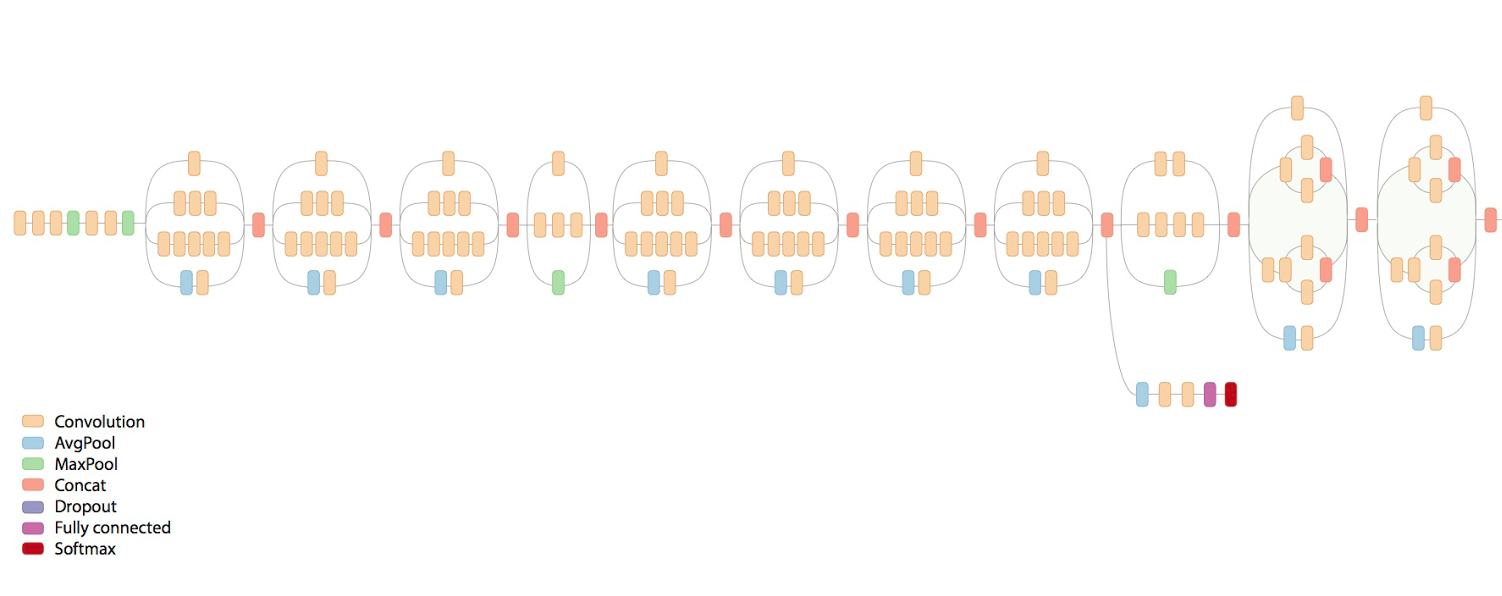 Convolution
AvgPool
MaxPool
Concat
Dropout
Fully connected
Softmax